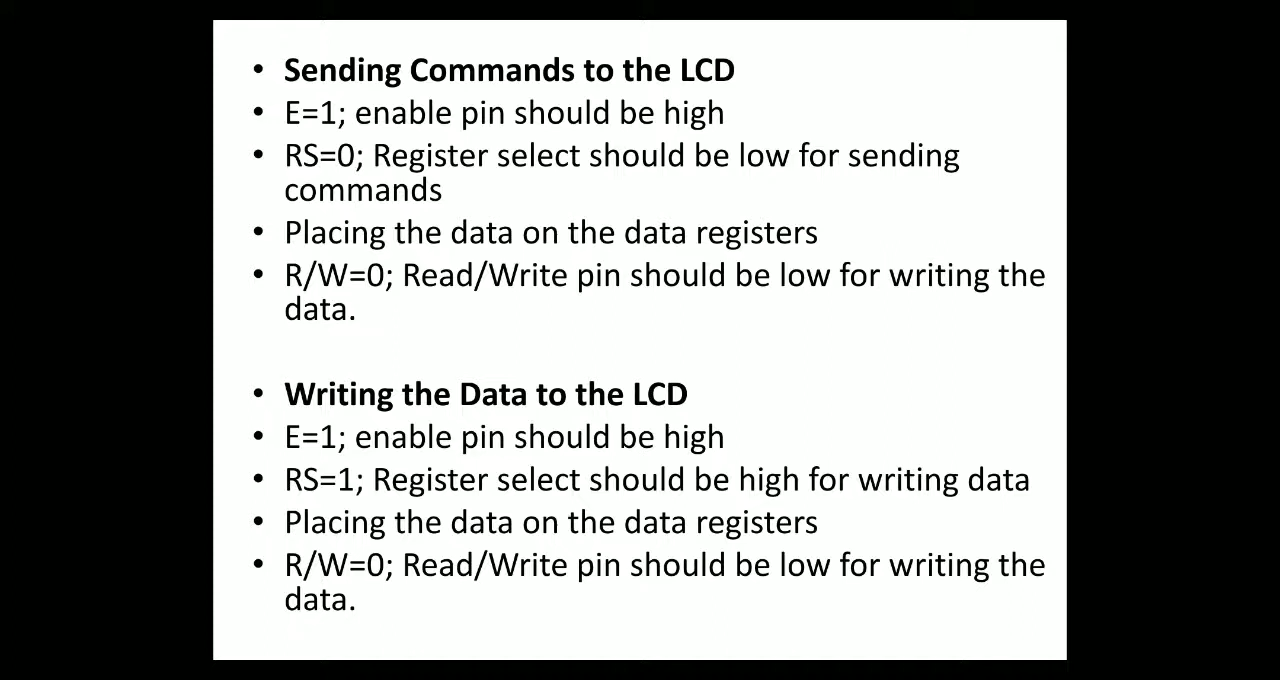 • Sending Commands to the LCD
• E=1; enable pin should be high
• RS=0; Register select should be low for sending
commands
• Placing the data on the data registers
• R/W=0; Read/Write pin should be low for writing the
data.
• Writing the Data to the LCD
• E=1; enable pin should be high
• RS=1; Register select should be high for writing data
• Placing the data on the data registers
• R/W=0; Read/Write pin should be low for writing the
data.